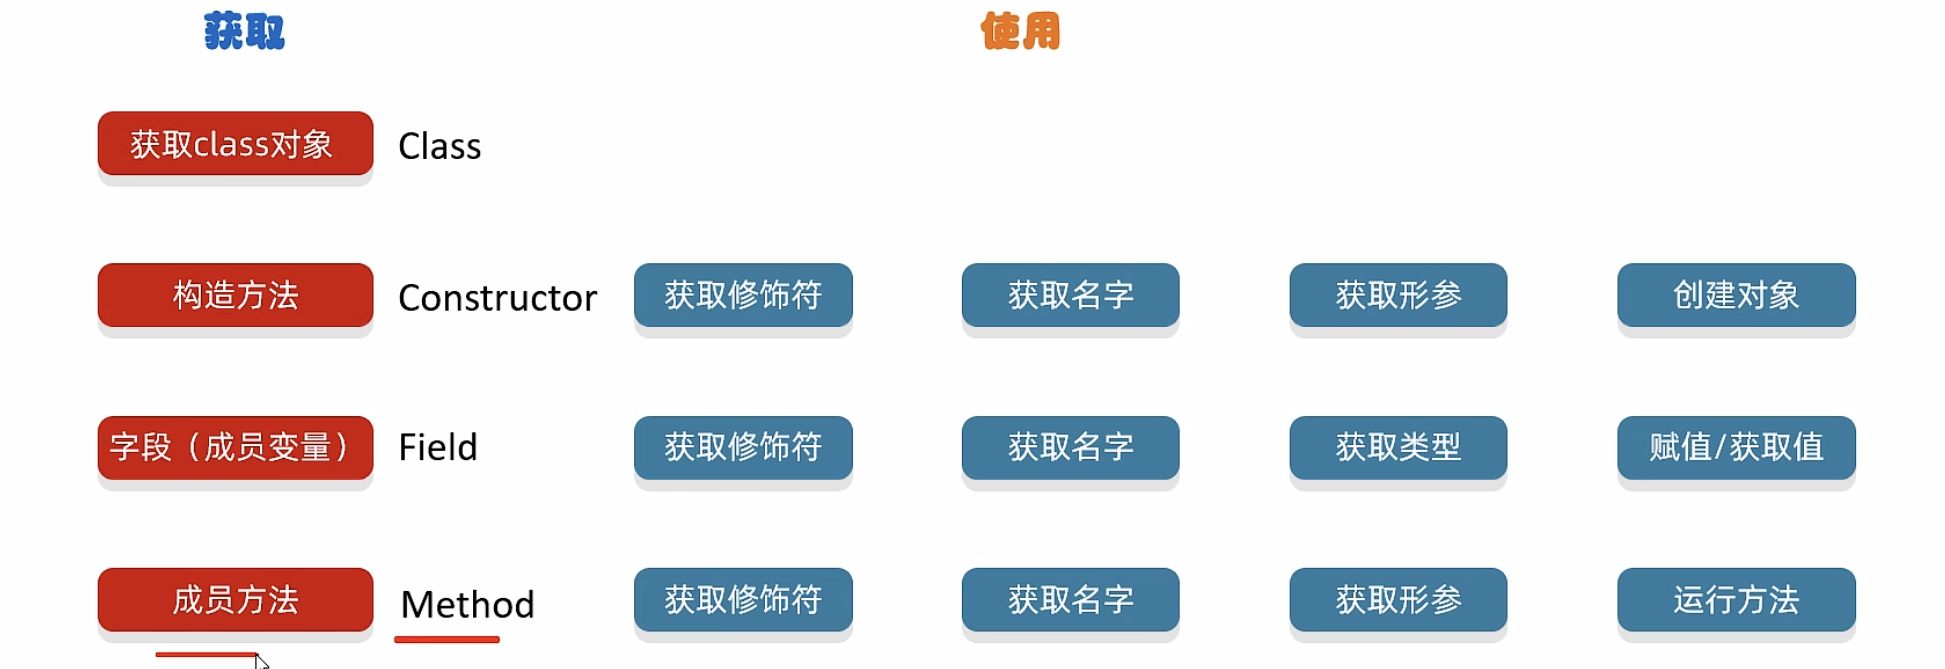 获取 使用
获取class对象 Class
构造方法 Constructor 获取修饰符 获取名字 获取形参 创建对象
字段（成员变量） Field 获取修饰符 获取名字 获取类型 赋值/获取值
成员方法 Method 获取修饰符 获取名字 获取形参 运行方法